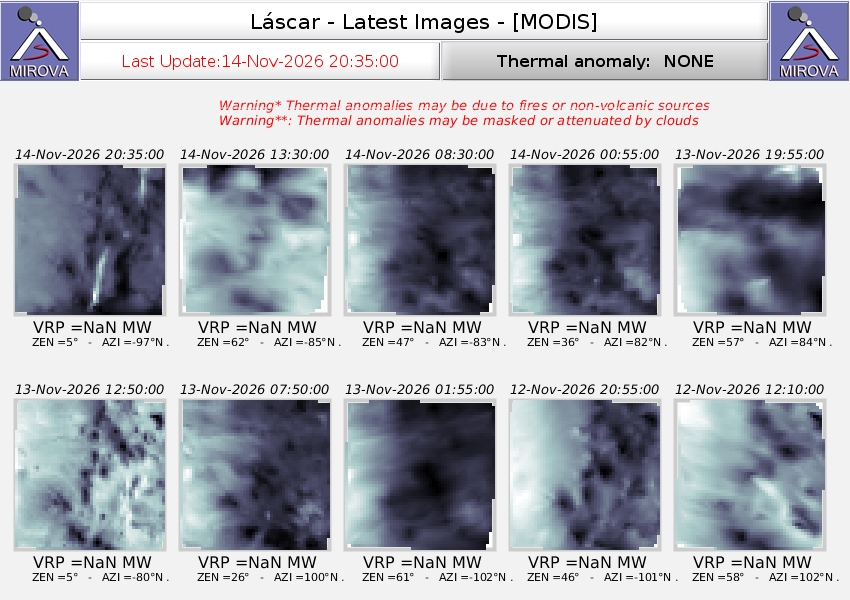 MIROVA
Láscar - Latest Images - [MODIS]
MIROVA
Last Update:14-Nov-2026 20:35:00
Thermal anomaly: NONE
Warning* Thermal anomalies may be due to fires or non-volcanic sources
Warning**: Thermal anomalies may be masked or attenuated by clouds
14-Nov-2026 20:35:00 14-Nov-2026 13:30:00 14-Nov-2026 08:30:00 14-Nov-2026 00:55:00 13-Nov-2026 19:55:00
VRP =NaN MW VRP =NaN MW VRP =NaN MW VRP =NaN MW VRP =NaN MW
ZEN =5° - AZI =-97°N . ZEN =62° - AZI =-85°N . ZEN =47° - AZI =-83°N . ZEN =36° - AZI =82°N . ZEN =57° - AZI =84°N .
13-Nov-2026 12:50:00 13-Nov-2026 07:50:00 13-Nov-2026 01:55:00 12-Nov-2026 20:55:00 12-Nov-2026 12:10:00
VRP =NaN MW VRP =NaN MW VRP =NaN MW VRP =NaN MW VRP =NaN MW
ZEN =5° - AZI =-80°N . ZEN =26° - AZI =100°N . ZEN =61° - AZI =-102°N . ZEN =46° - AZI =-101°N . ZEN =58° - AZI =102°N .